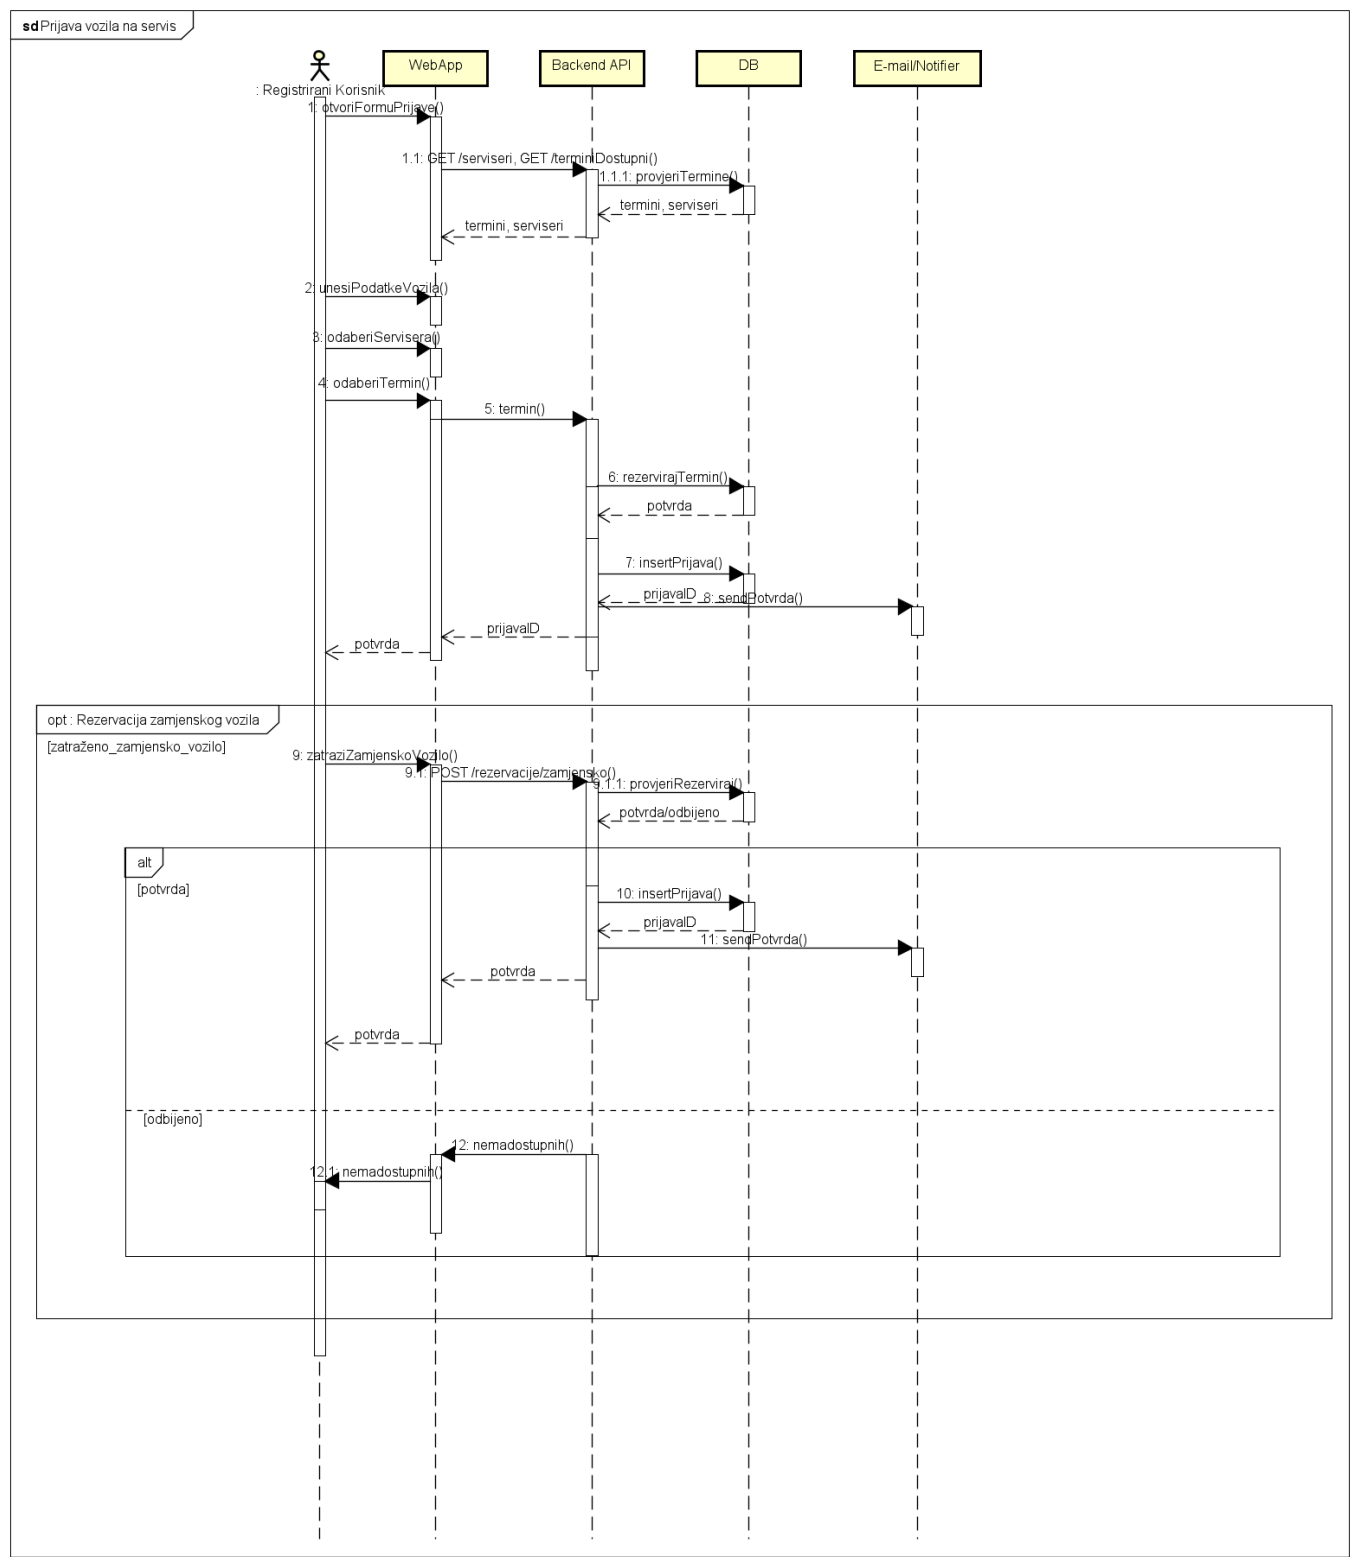 sd Prijava vozila na servis
WebApp
Backend API
DB
E-mail/Notifier
: Registrirani Korisnik
1: otvoriFormuPrijave()
1.1: GET /serviseri, GET /terminiDostupni()
1.1.1: provjeriTermine()
termini, serviseri
termini, serviseri
2: unesiPodatkeVozila()
3: odaberiServisera()
4: odaberiTermin()
5: termin()
6: rezervirajTermin()
potvrda
7: insertPrijava()
prijavaID
8: sendPotvrda()
prijavaID
potvrda
opt : Rezervacija zamjenskog vozila
[zatraženo_zamjensko_vozilo]
9: zatraziZamjenskoVozilo()
9.1: POST /rezervacije/zamjensko()
9.1.1: provjeriRezerviraj()
potvrda/odbijeno
alt
[potvrda]
10: insertPrijava()
prijavaID
11: sendPotvrda()
potvrda
potvrda
[odbijeno]
12: nemadostupnih()
12.1: nemadostupnih()